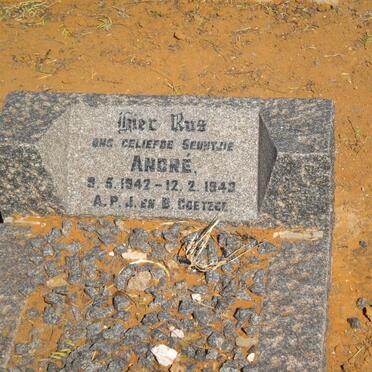 Hier Rus
ONS GELIEFDE SEUNTJIE
ANDRÉ.
9.5.1942 - 12.2.1943
A.P.J. EN B. COETZEE